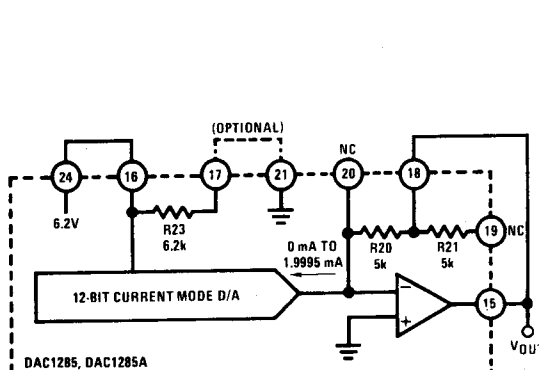 (OPTIONAL)
NC
24
16
17
21
20
18
6.2V
R23
6.2k
0 mA TO
1.9995 mA
R20
5k
R21
5k
19
NC
12-BIT CURRENT MODE D/A
−
+
15
VOUT
DAC1285, DAC1285A